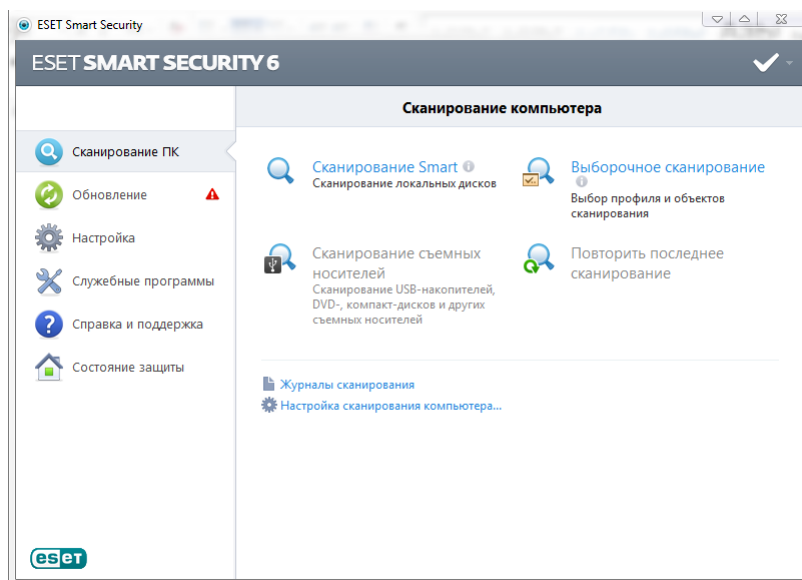 ESET Smart Security
ESET SMART SECURITY 6
Сканирование компьютера
Сканирование ПК
Обновление
Настройка
Служебные программы
Справка и поддержка
Состояние защиты
Сканирование Smart
Сканирование локальных дисков
Выборочное сканирование
Выбор профиля и объектов
сканирования
Сканирование съемных
носителей
Сканирование USB-накопителей,
DVD-, компакт-дисков и других
съемных носителей
Повторить последнее
сканирование
Журналы сканирования
Настройка сканирования компьютера...
eseT